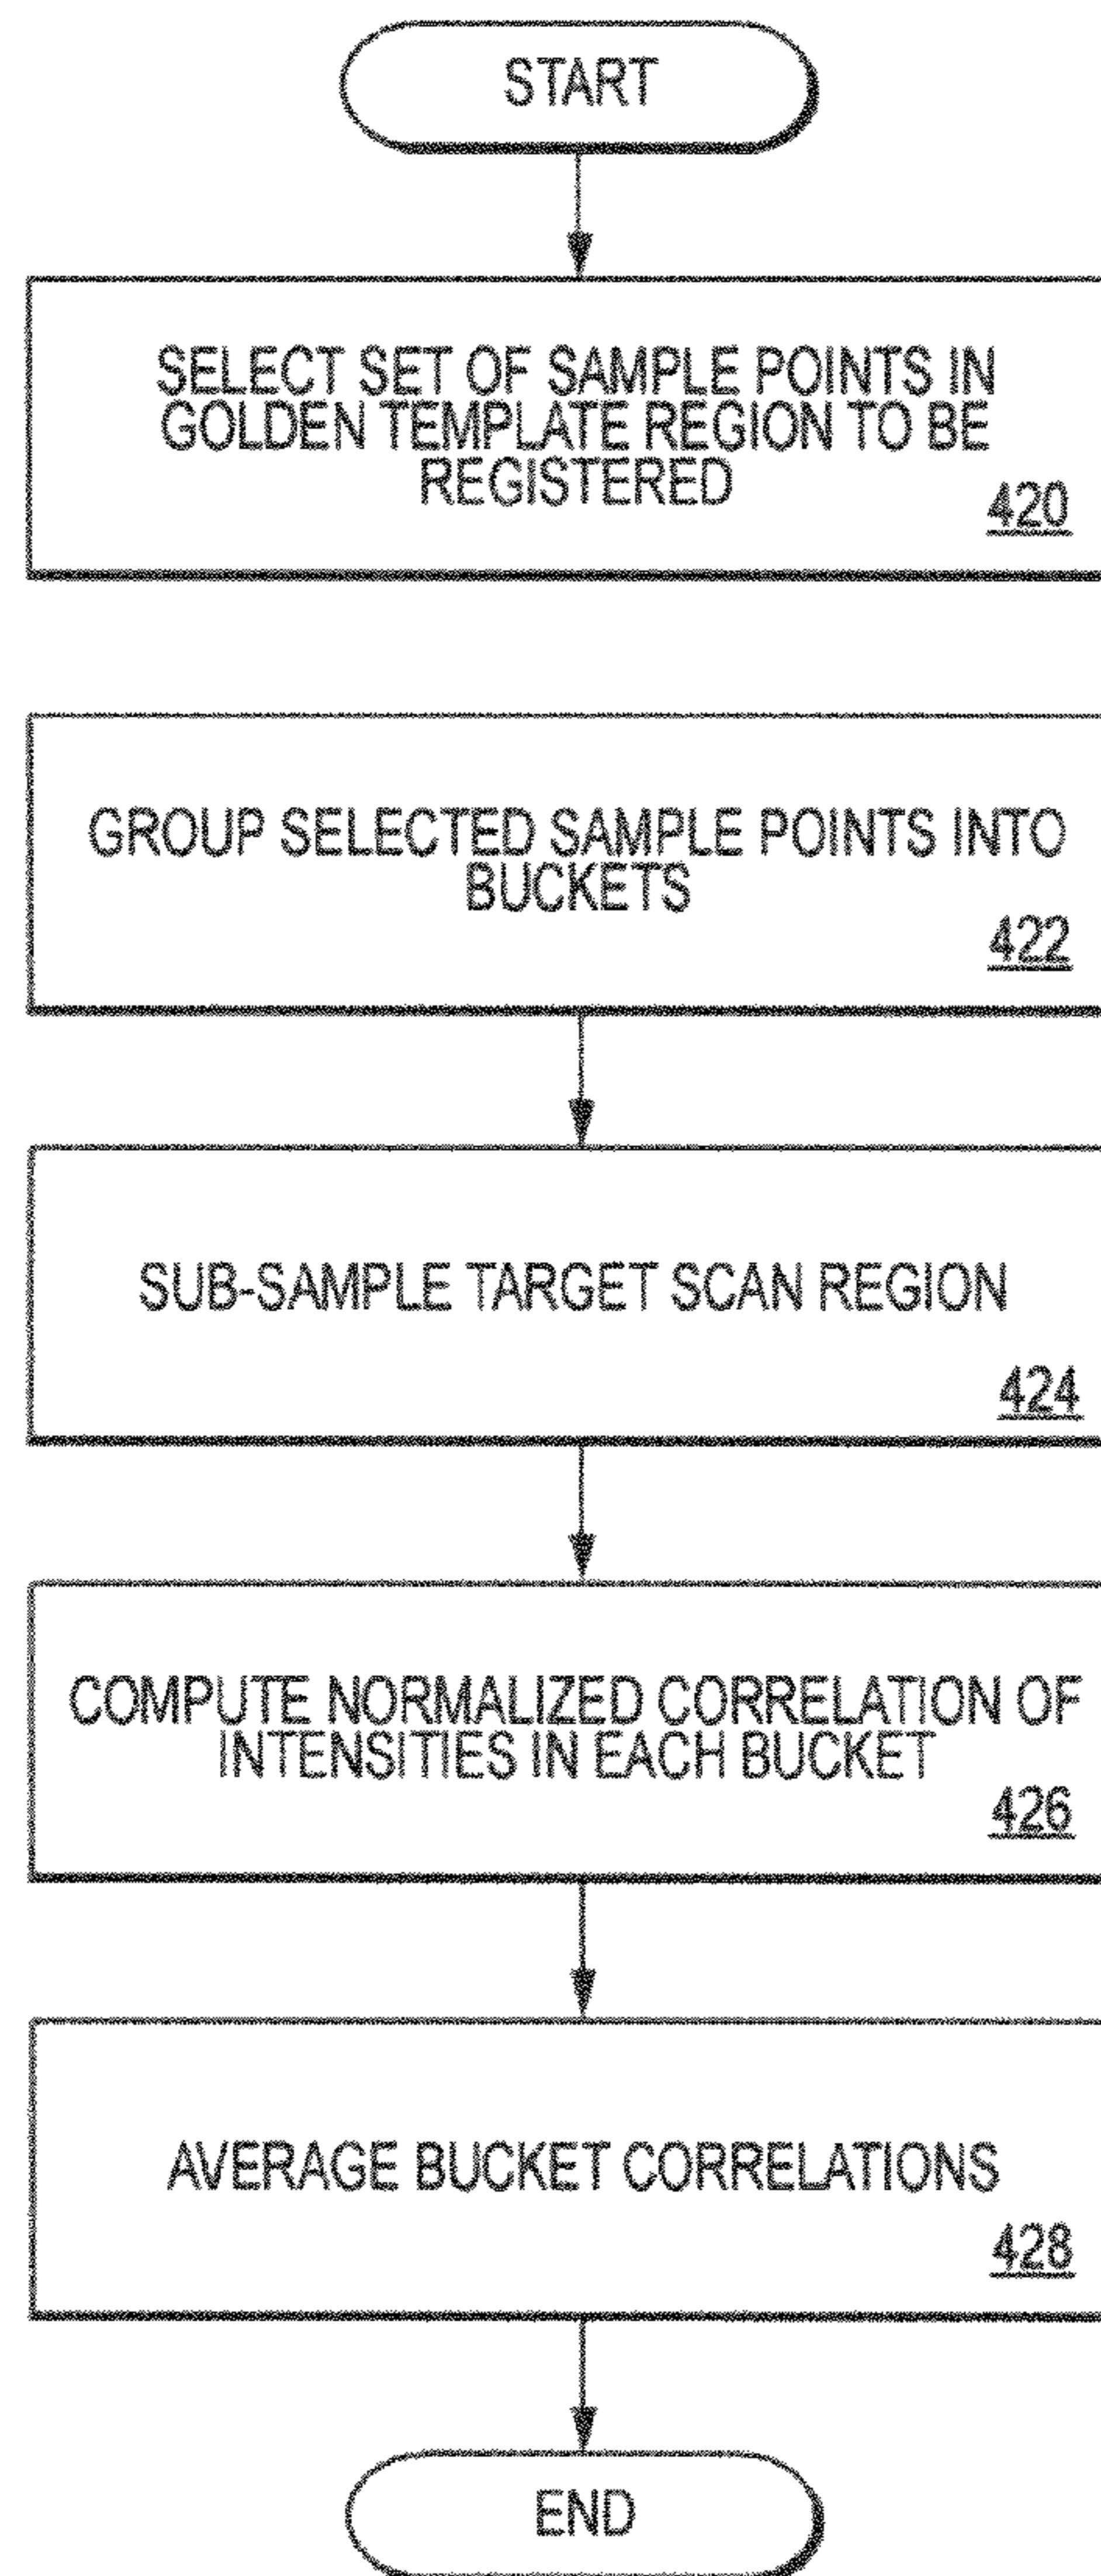 START
SELECT SET OF SAMPLE POINTS IN
GOLDEN TEMPLATE REGION TO BE
REGISTERED
420
GROUP SELECTED SAMPLE POINTS INTO
BUCKETS
422
SUB-SAMPLE TARGET SCAN REGION
424
COMPUTE NORMALIZED CORRELATION OF
INTENSITIES IN EACH BUCKET
426
AVERAGE BUCKET CORRELATIONS
428
END